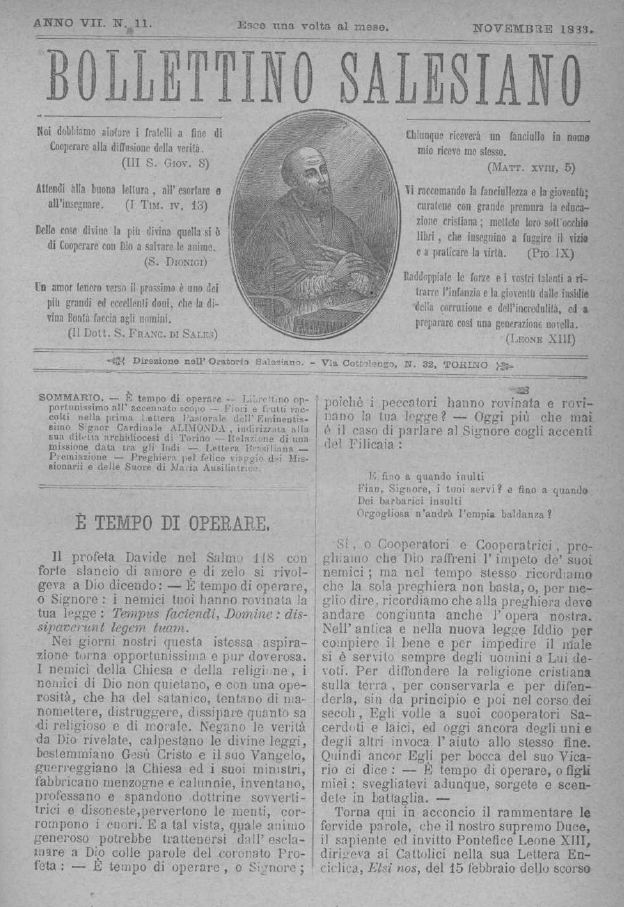 ANNO VII. N. 11.
Esce una volta al mese.
NOVEMBRE 1883.
BOLLETTINO SALESIANO
Noi dobbiamo aiutare i fratelli a fine di
Cooperare alla diffusione della verità.
(III S. GIOV. 8)
Attendi alla buona lettura, all'esortare e
all'insegnare. (I TIM. IV, 13)
Delle cose divine la più divina quella si è
di Cooperare con Dio a salvare le anime.
(S. DIONIGI)
Un amor tenero verso il prossimo è uno dei
più grandi ed eccellenti doni, che la di-
vina Bontà faccia agli uomini.
(Il Dott. S. FRANC. DI SALES)
Chiunque riceverà un fanciullo in nome
mio riceve me stesso.
(MATT. XVIII, 5)
Vi raccomando la fanciullezza e la gioventù;
curatene con grande premura la educa-
zione cristiana; mettete loro sott'occhio
libri, che insegnino a fuggire il vizio
e a praticare la virtù. (PIO IX)
Raddoppiate le forze e i vostri talenti a ri-
trarre l'infanzia e la gioventù dalle insidie
della corruzione e dell'incredulità, ed a
preparare così una generazione novella.
(LEONE XIII)
Direzione nell' Oratorio Salesiano. - Via Cottolengo, N. 32, TORINO
SOMMARIO. — È tempo di operare — Librettino op-
portunissimo all' accennato scopo — Fiori e frutti rac-
colti nella prima Lettera Pastorale dell'Eminentis-
simo Signor Cardinale ALIMONDA, indirizzata alla
sua diletta archidiocesi di Torino — Relazione di una
missione data tra gli Indi — Lettera Brasiliana —
Premiazione — Preghiera pel felice viaggio dei Mis-
sionarii e delle Suore di Maria Ausiliatrice.
È TEMPO DI OPERARE.
Il profeta Davide nel Salmo 118 con
forte slancio di amore e di zelo si rivol-
geva a Dio dicendo: — È tempo di operare,
o Signore: i nemici tuoi hanno rovinata la
tua legge: Tempus faciendi, Domine: dis-
sipaverunt legem tuam.
Nei giorni nostri questa istessa aspira-
zione torna opportunissima e pur doverosa.
I nemici della Chiesa e della religione, i
nemici di Dio non quietano, e con una ope-
rosità, che ha del satanico, tentano di ma-
nomettere, distruggere, dissipare quanto sa
di religioso e di morale. Negano le verità
da Dio rivelate, calpestano le divine leggi,
bestemmiano Gesù Cristo e il suo Vangelo,
guerreggiano la Chiesa ed i suoi ministri,
fabbricano menzogne e calunnie, inventano,
professano e spandono dottrine sovverti-
trici e disoneste, pervertono le menti, cor-
rompono i cuori. E a tal vista, quale animo
generoso potrebbe trattenersi dall' escla-
mare a Dio colle parole del coronato Pro-
feta: — È tempo di operare, o Signore;
poichè i peccatori hanno rovinata e rovi-
nano la tua legge? — Oggi più che mai
è il caso di parlare al Signore cogli accenti
del Filicaia:
E fino a quando inulti
Fian, Signore, i tuoi servi? e fino a quando
Dei barbarici insulti
Orgogliosa n'andrà l'empia baldanza?
Sì, o Cooperatori e Cooperatrici, pre-
ghiamo che Dio raffreni l' impeto de' suoi
nemici; ma nel tempo stesso ricordiamo
che la sola preghiera non basta, o, per me-
glio dire, ricordiamo che alla preghiera deve
andare congiunta anche l'opera nostra.
Nell' antica e nella nuova legge Iddio per
compiere il bene e per impedire il male
si è servito sempre degli uomini a Lui de-
voti. Per diffondere la religione cristiana
sulla terra, per conservarla e per difen-
derla, sin da principio e poi nel corso dei
secoli, Egli volle a suoi cooperatori Sa-
cerdoti e laici, ed oggi ancora degli uni e
degli altri invoca l' aiuto allo stesso fine.
Quindi ancor Egli per bocca del suo Vica-
rio ci dice: — È tempo di operare, o figli
miei: svegliatevi adunque, sorgete e scen-
dete in battaglia. —
Torna qui in acconcio il rammentare le
fervide parole, che il nostro supremo Duce,
il sapiente ed invitto Pontefice Leone XIII,
dirigeva ai Cattolici nella sua Lettera En-
ciclica, Etsi nos, del 15 febbraio dello scorso